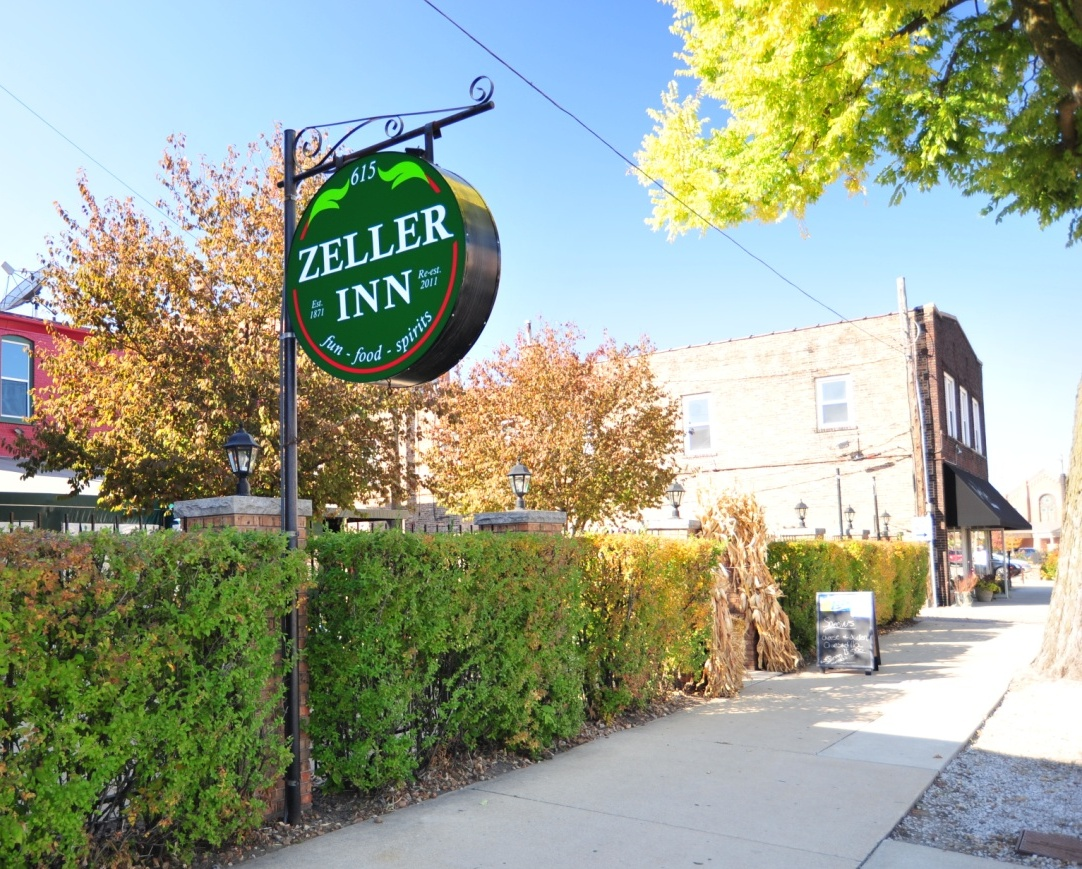 615
ZELLER
INN
Est.
1871
Re-est.
2011
fun - food - spirits